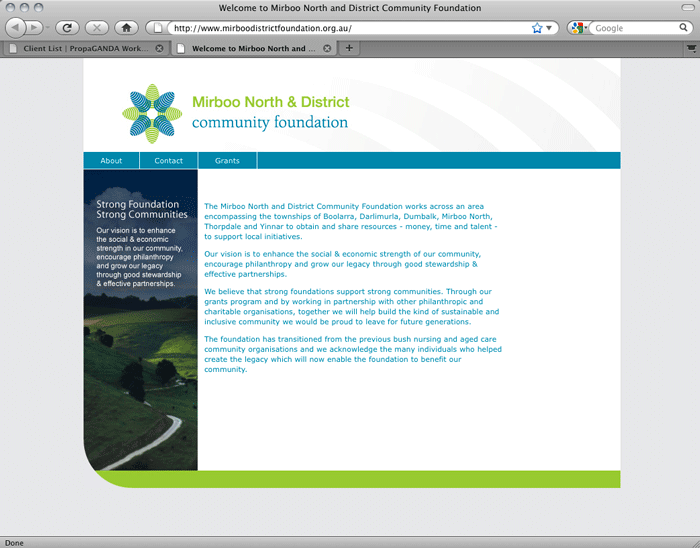 Welcome to Mirboo North and District Community Foundation
http://www.mirboodistrictfoundation.org.au/
Google
Client List | PropaGANDA Work...
Welcome to Mirboo North and ...
Mirboo North & District
community foundation
About
Contact
Grants
Strong Foundation
Strong Communities
Our vision is to enhance
the social & economic
strength in our community,
encourage philanthropy
and grow our legacy
through good stewardship
& effective partnerships.
The Mirboo North and District Community Foundation works across an area
encompassing the townships of Boolarra, Darlimurla, Dumbalk, Mirboo North,
Thorpdale and Yinnar to obtain and share resources - money, time and talent -
to support local initiatives.
Our vision is to enhance the social & economic strength of our community,
encourage philanthropy and grow our legacy through good stewardship &
effective partnerships.
We believe that strong foundations support strong communities. Through our
grants program and by working in partnership with other philanthropic and
charitable organisations, together we will help build the kind of sustainable and
inclusive community we would be proud to leave for future generations.
The foundation has transitioned from the previous bush nursing and aged care
community organisations and we acknowledge the many individuals who helped
create the legacy which will now enable the foundation to benefit our
community.
Done